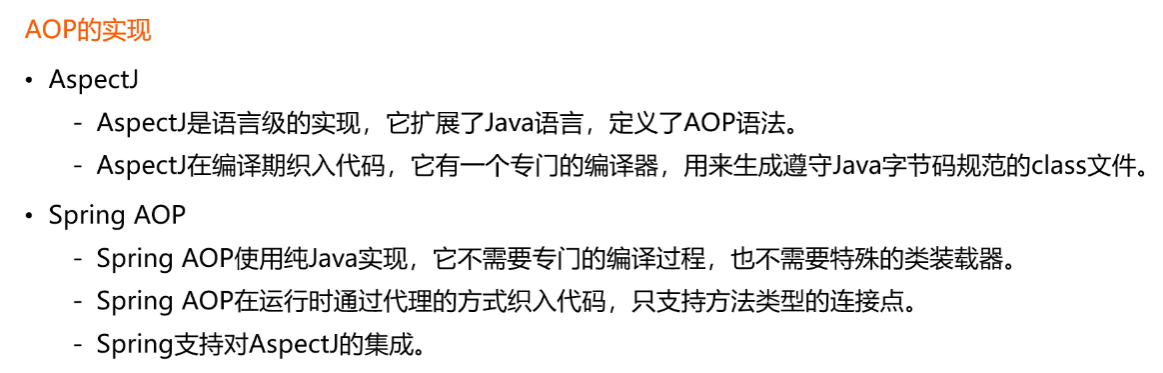 AOP的实现
• AspectJ
- AspectJ是语言级的实现，它扩展了Java语言，定义了AOP语法。
- AspectJ在编译期织入代码，它有一个专门的编译器，用来生成遵守Java字节码规范的class文件。
• Spring AOP
- Spring AOP使用纯Java实现，它不需要专门的编译过程，也不需要特殊的类装载器。
- Spring AOP在运行时通过代理的方式织入代码，只支持方法类型的连接点。
- Spring支持对AspectJ的集成。